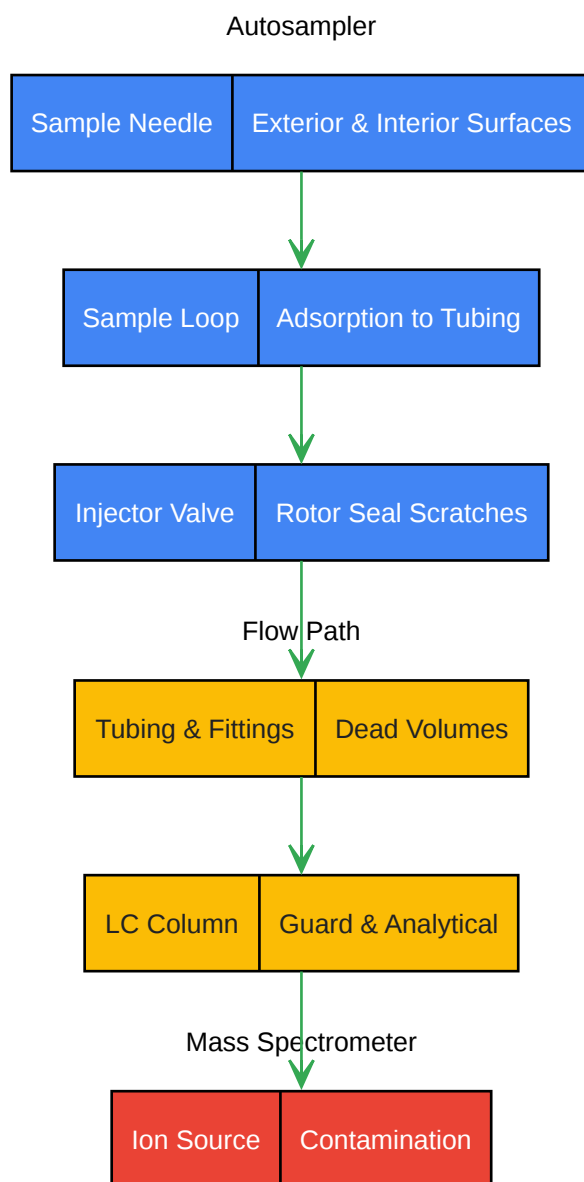 Autosampler
Sample Needle Exterior & Interior Surfaces
Sample Loop Adsorption to Tubing
Injector Valve Rotor Seal Scratches
Flow Path
Tubing & Fittings Dead Volumes
LC Column Guard & Analytical
Mass Spectrometer
Ion Source Contamination